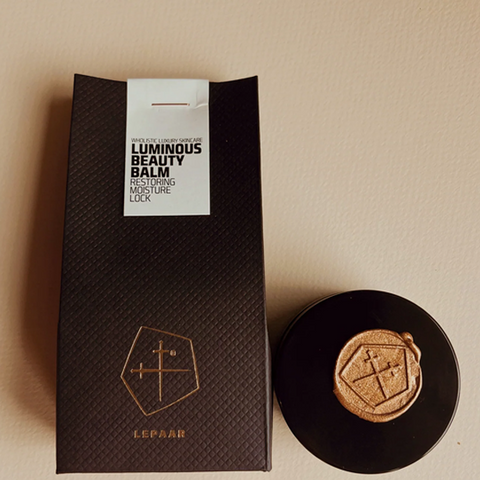 WHOLISTIC LUXURY SKINCARE
LUMINOUS
BEAUTY
BALM
RESTORING
MOISTURE
LOCK
LEPAAR